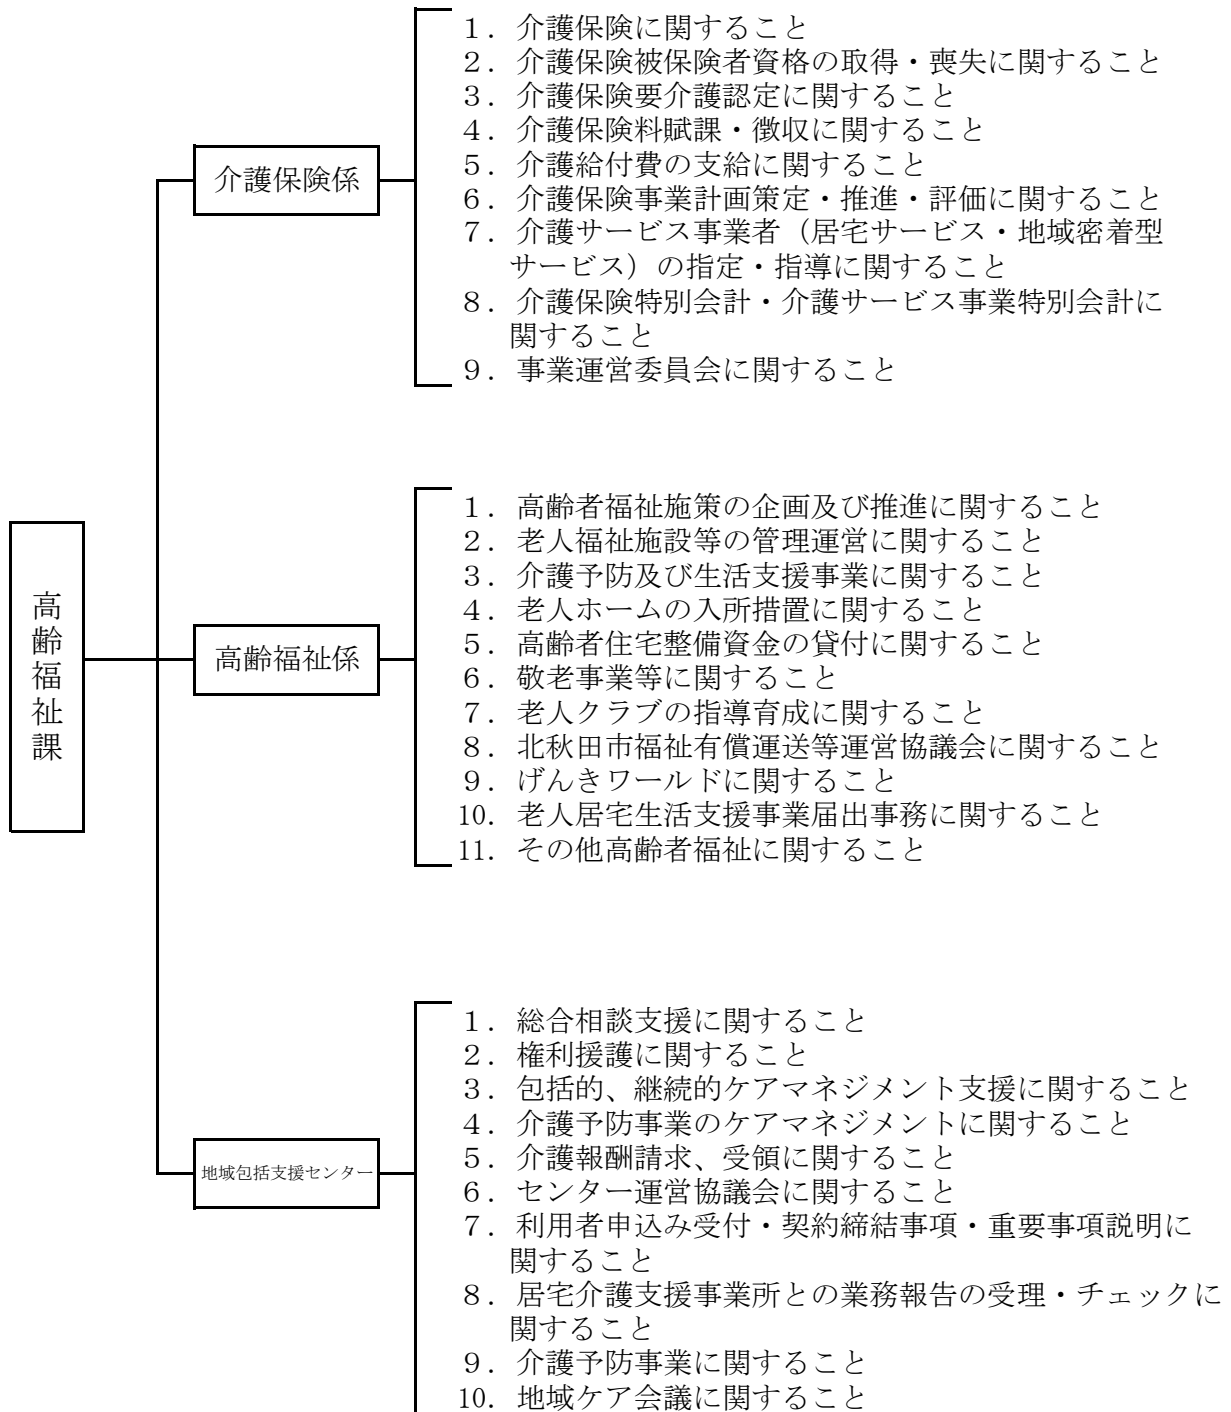 高齢福祉課
介護保険係
１．介護保険に関すること
２．介護保険被保険者資格の取得・喪失に関すること
３．介護保険要介護認定に関すること
４．介護保険料賦課・徴収に関すること
５．介護給付費の支給に関すること
６．介護保険事業計画策定・推進・評価に関すること
７．介護サービス事業者（居宅サービス・地域密着型
サービス）の指定・指導に関すること
８．介護保険特別会計・介護サービス事業特別会計に
関すること
９．事業運営委員会に関すること
高齢福祉係
１．高齢者福祉施策の企画及び推進に関すること
２．老人福祉施設等の管理運営に関すること
３．介護予防及び生活支援事業に関すること
４．老人ホームの入所措置に関すること
５．高齢者住宅整備資金の貸付に関すること
６．敬老事業等に関すること
７．老人クラブの指導育成に関すること
８．北秋田市福祉有償運送等運営協議会に関すること
９．げんきワールドに関すること
10．老人居宅生活支援事業届出事務に関すること
11．その他高齢者福祉に関すること
地域包括支援センター
１．総合相談支援に関すること
２．権利援護に関すること
３．包括的、継続的ケアマネジメント支援に関すること
４．介護予防事業のケアマネジメントに関すること
５．介護報酬請求、受領に関すること
６．センター運営協議会に関すること
７．利用者申込み受付・契約締結事項・重要事項説明に
関すること
８．居宅介護支援事業所との業務報告の受理・チェックに
関すること
９．介護予防事業に関すること
10．地域ケア会議に関すること